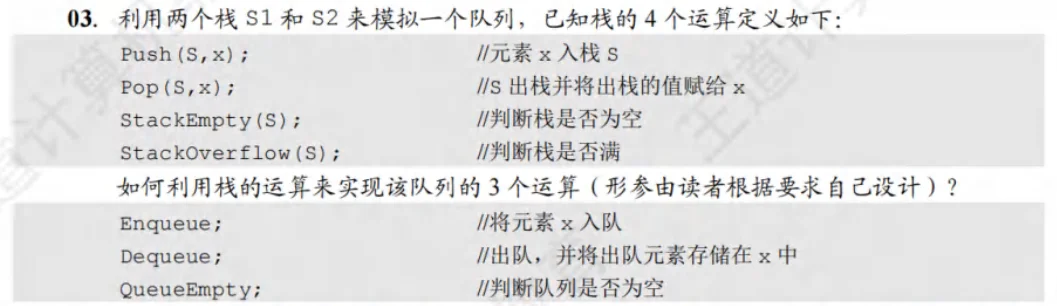 03. 利用两个栈 S1 和 S2 来模拟一个队列，已知栈的 4 个运算定义如下：
Push(S,x); //元素 x 入栈 S
Pop(S,x); //S 出栈并将出栈的值赋给 x
StackEmpty(S); //判断栈是否为空
StackOverflow(S); //判断栈是否满
如何利用栈的运算来实现该队列的 3 个运算（形参由读者根据要求自己设计）？
Enqueue; //将元素 x 入队
Dequeue; //出队，并将出队元素存储在 x 中
QueueEmpty; //判断队列是否为空